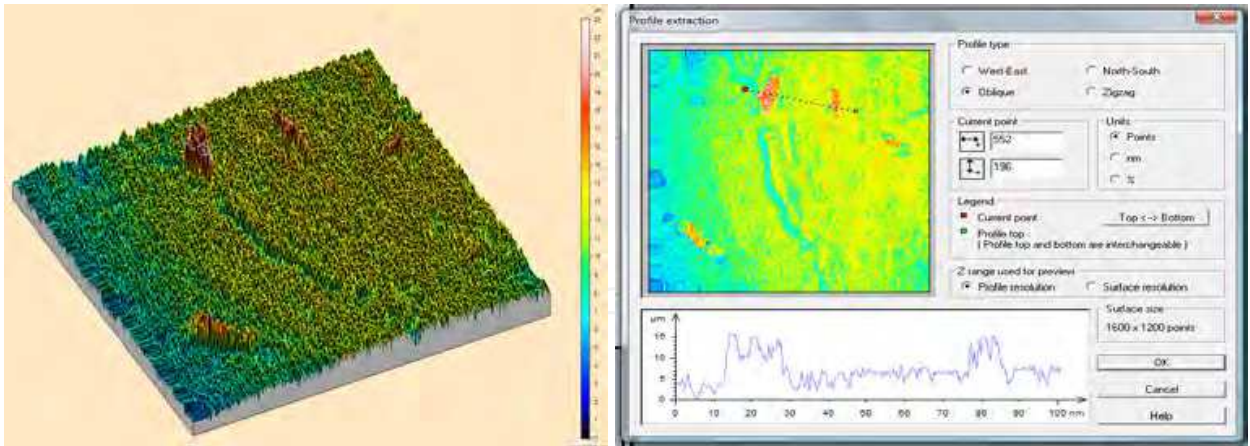 Profile extraction
Profile type
West-East
North-South
Oblique
Zigzag
Current point
552
196
Units
Points
nm
%
Legend
Current point
Top <-> Bottom
Profile top
( Profile top and bottom are interchangeable )
Z range used for preview
Profile resolution
Surface resolution
Surface size
1600 x 1200 points
OK
Cancel
Help
µm
15
10
5
0
0 10 20 30 40 50 60 70 80 90 100 nm